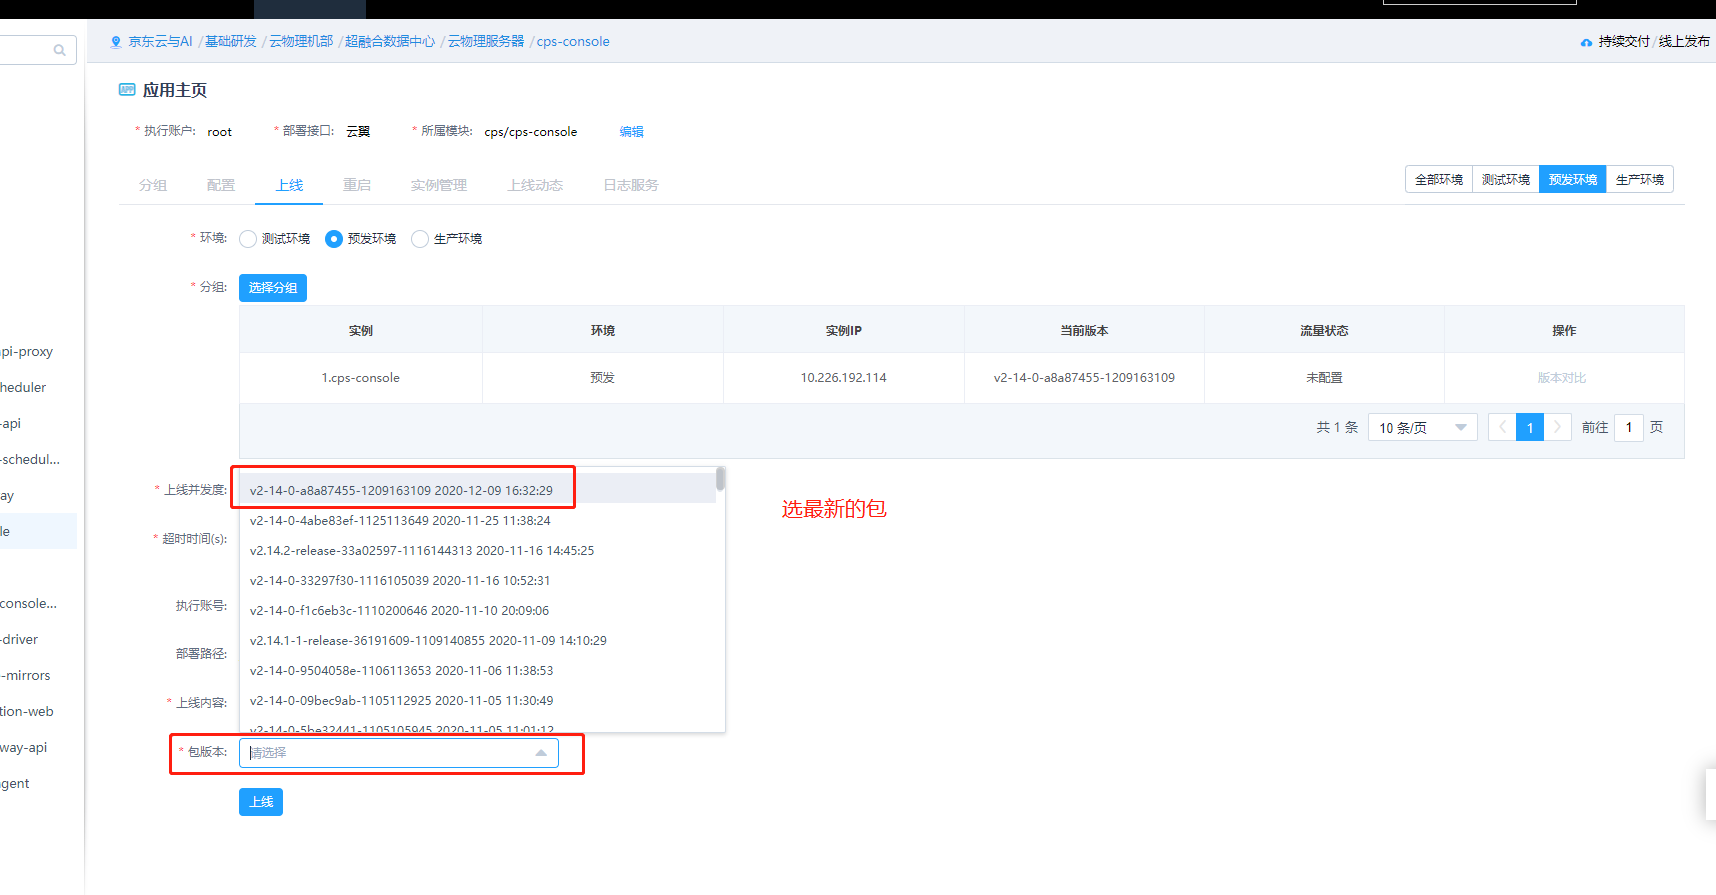 京东云与AI / 基础研发 / 云物理机部 / 超融合数据中心 / 云物理服务器 / cps-console
持续交付 / 线上发布
APP 应用主页
* 执行账户: root * 部署接口: 云翼 * 所属模块: cps/cps-console 编辑
分组 配置 上线 重启 实例管理 上线动态 日志服务
全部环境 测试环境 预发环境 生产环境
* 环境: 测试环境 预发环境 生产环境
* 分组: 选择分组
实例 环境 实例IP 当前版本 流量状态 操作
1.cps-console 预发 10.226.192.114 v2-14-0-a8a87455-1209163109 未配置 版本对比
共 1 条 10 条/页 1 前往 1 页
* 上线并发度:
* 超时时间(s):
执行账号:
部署路径:
* 上线内容:
v2-14-0-a8a87455-1209163109 2020-12-09 16:32:29
v2-14-0-4abe83ef-1125113649 2020-11-25 11:38:24
v2.14.2-release-33a02597-1116144313 2020-11-16 14:45:25
v2-14-0-33297f30-1116105039 2020-11-16 10:52:31
v2-14-0-f1c6eb3c-1110200646 2020-11-10 20:09:06
v2.14.1-1-release-36191609-1109140855 2020-11-09 14:10:29
v2-14-0-9504058e-1106113653 2020-11-06 11:38:53
v2-14-0-09bec9ab-1105112925 2020-11-05 11:30:49
v2-14-0-5be32441-1105105945 2020-11-05 11:01:12
选最新的包
* 包版本: 请选择
上线
pi-proxy
heduler
-api
-schedul...
ay
le
console...
-driver
-mirrors
tion-web
way-api
gent